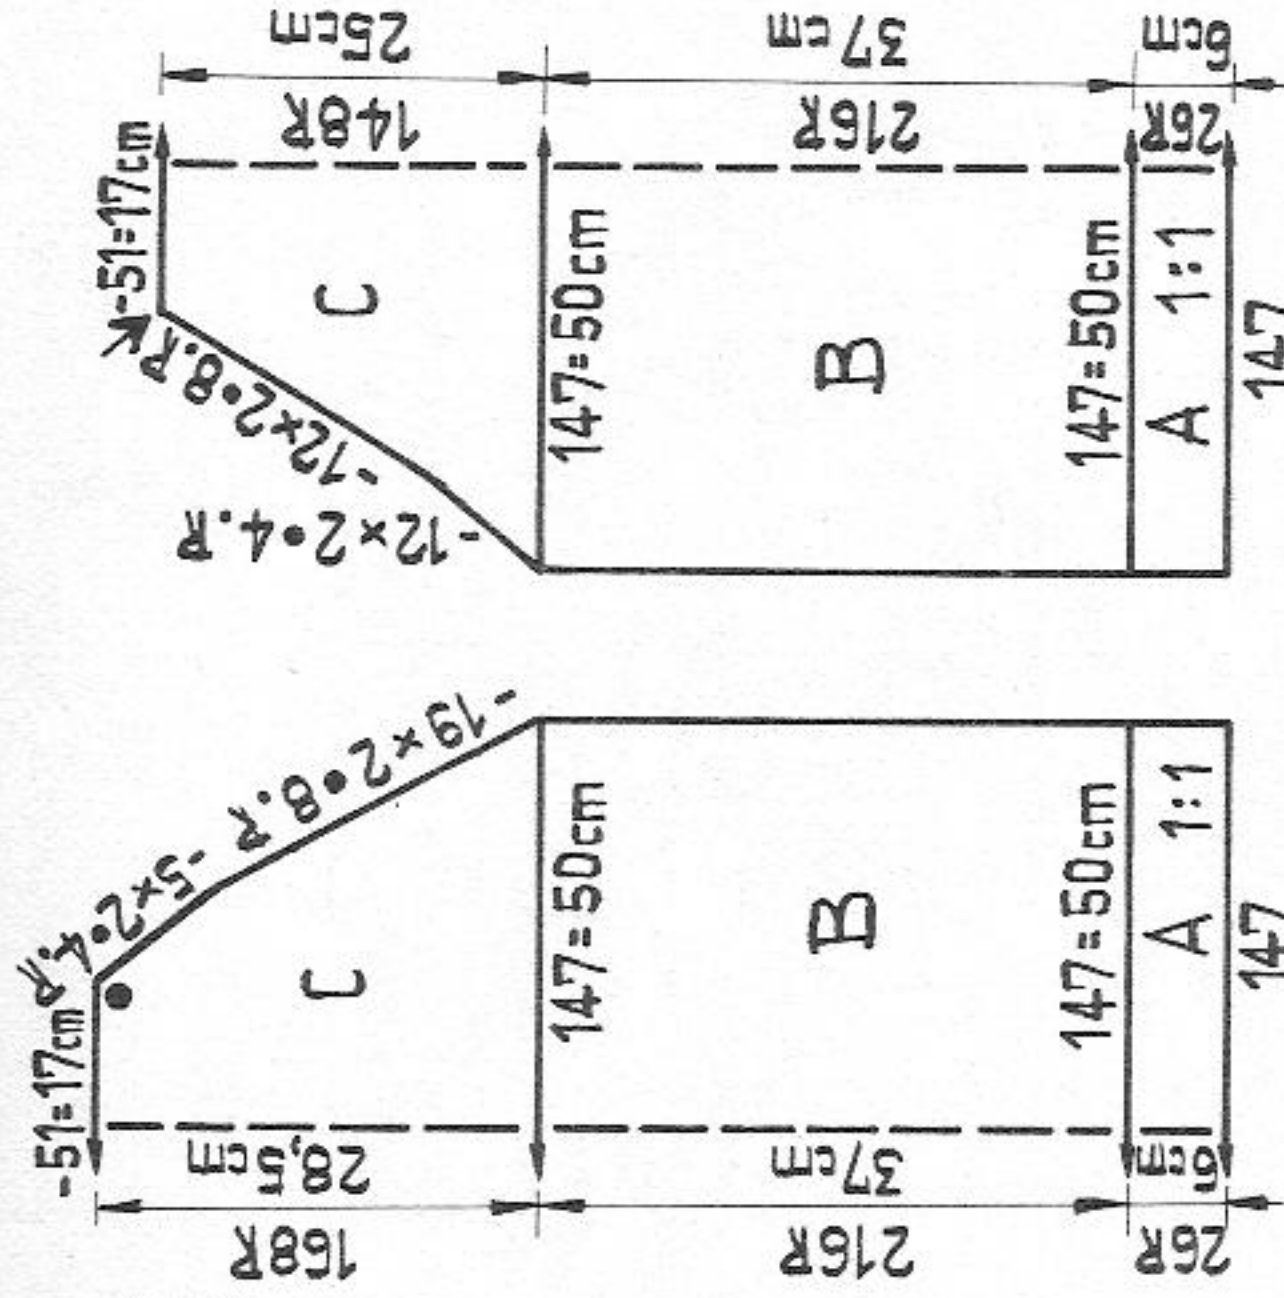 -51=17cm
-12×2•8.R
-12×2•4.R
25cm
148R
C
147=50cm
37cm
216R
B
147=50cm
6cm
26R
A 1:1
147
-51=17cm
-5×2•4.R
-19×2•8.R
28,5cm
168R
C
147=50cm
37cm
216R
B
147=50cm
6cm
26R
A 1:1
147